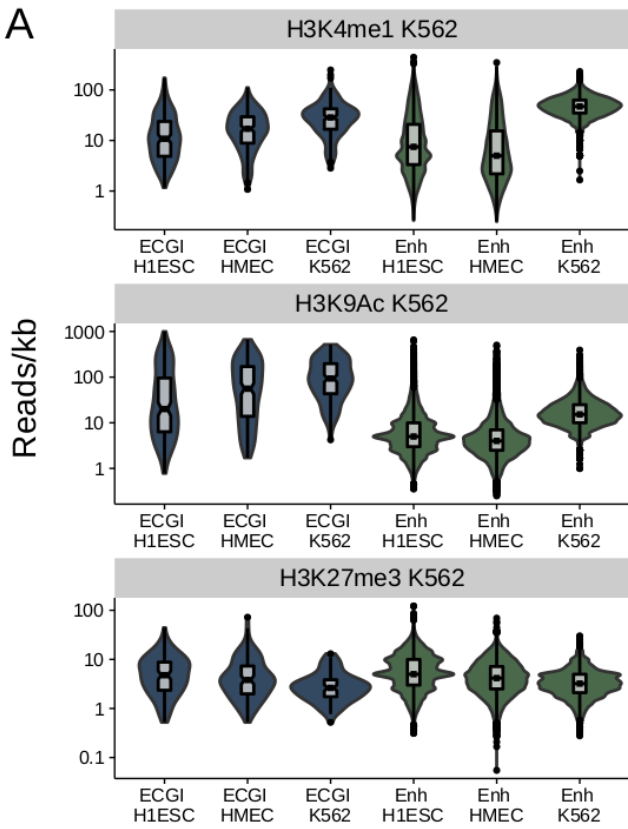 A
H3K4me1 K562
100
10
1
ECGI H1ESC
ECGI HMEC
ECGI K562
Enh H1ESC
Enh HMEC
Enh K562
Reads/kb
H3K9Ac K562
1000
100
10
1
ECGI H1ESC
ECGI HMEC
ECGI K562
Enh H1ESC
Enh HMEC
Enh K562
H3K27me3 K562
100
10
1
0.1
ECGI H1ESC
ECGI HMEC
ECGI K562
Enh H1ESC
Enh HMEC
Enh K562